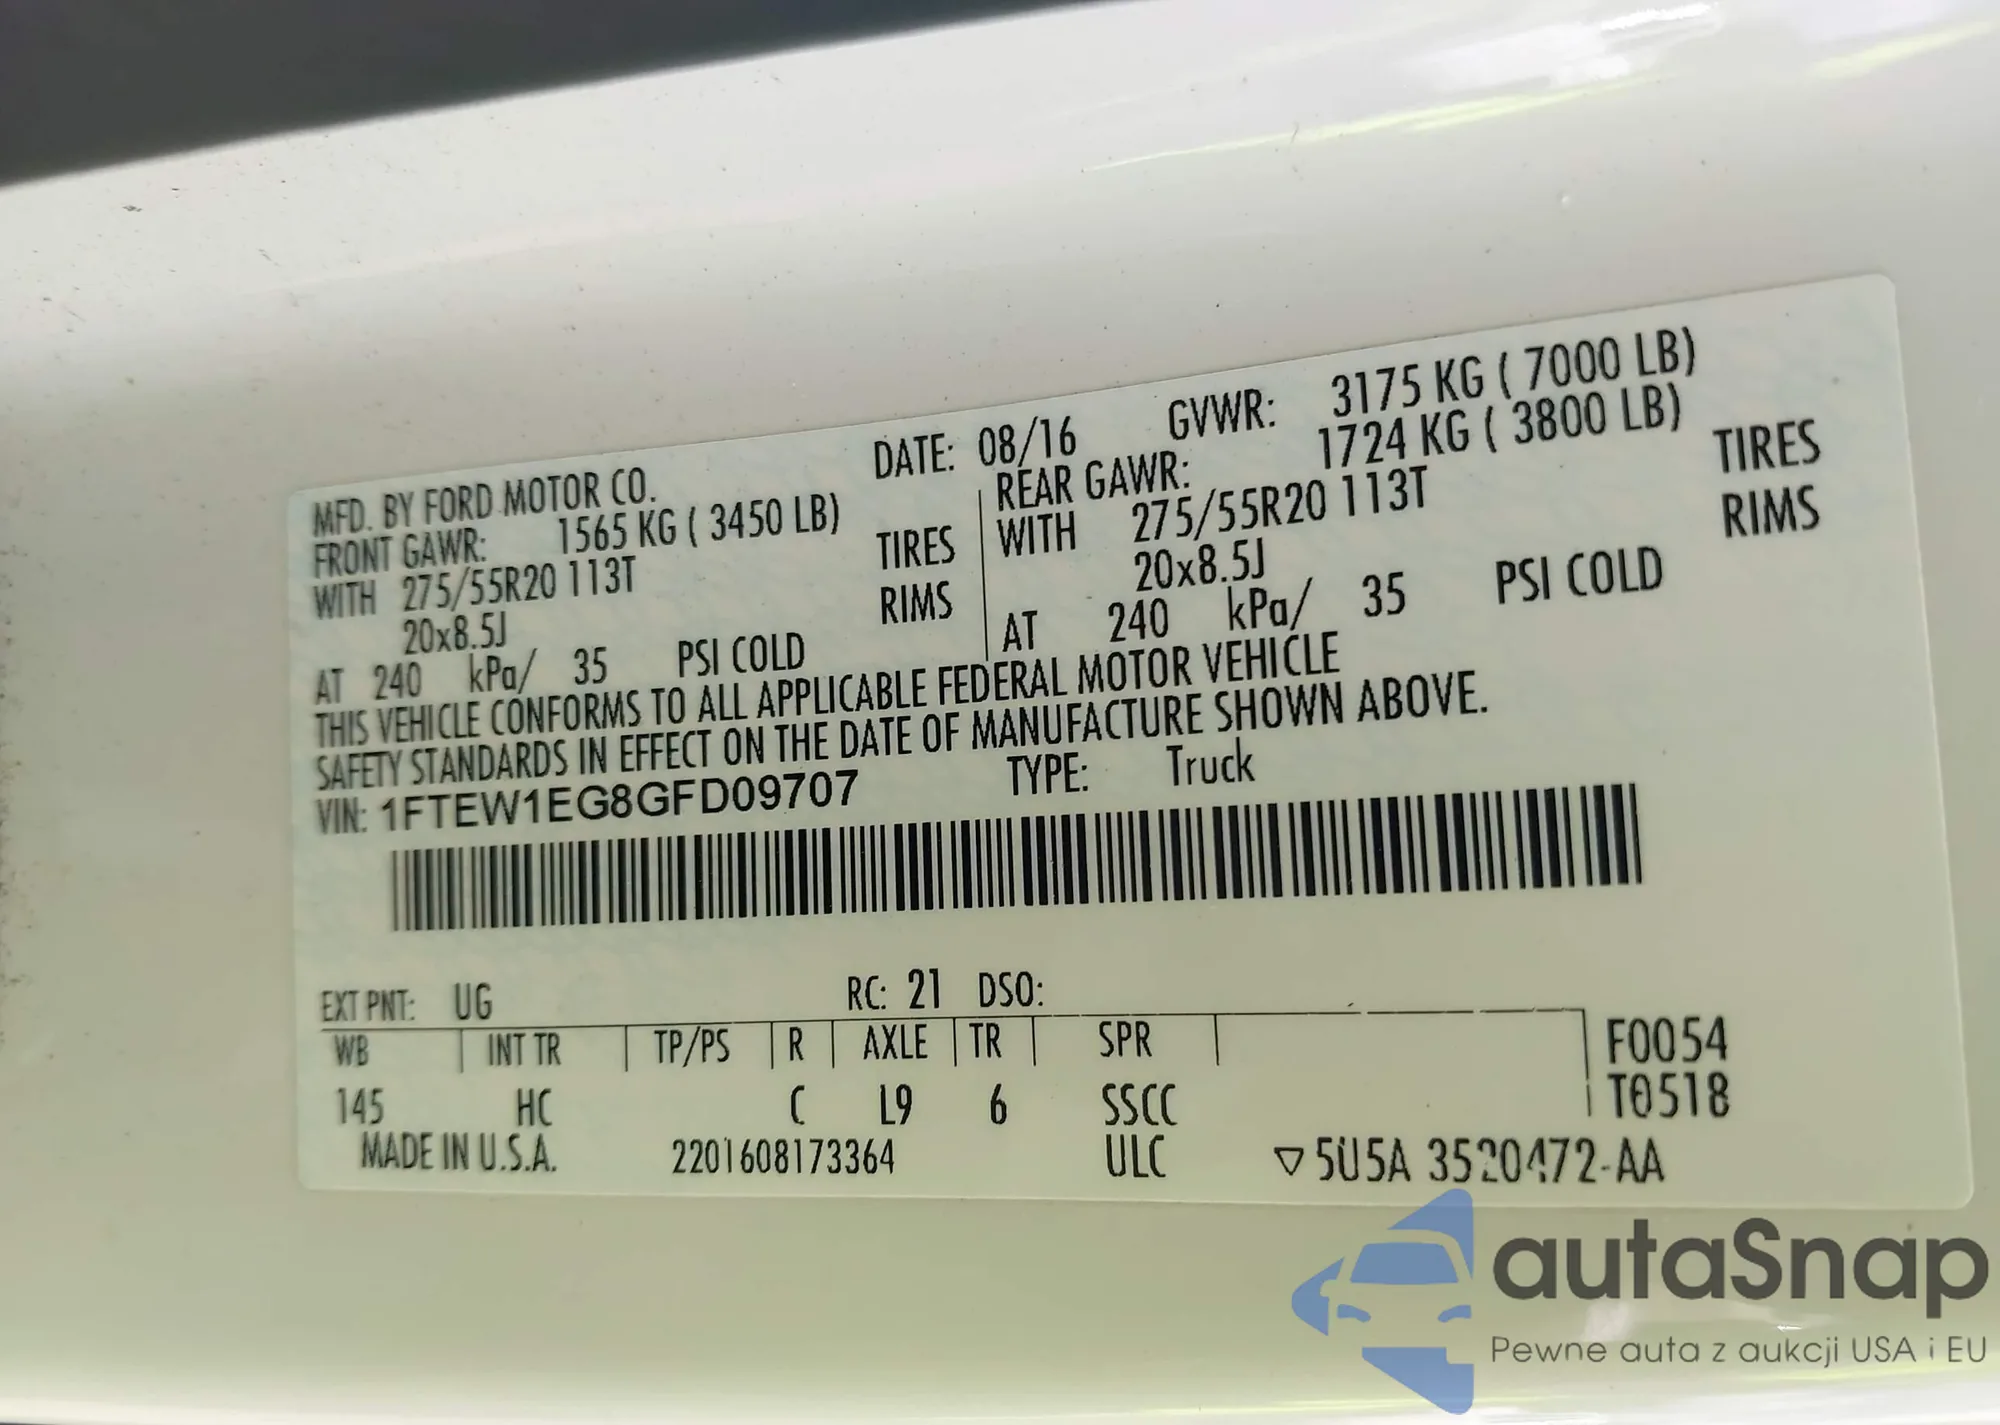 MFD. BY FORD MOTOR CO. DATE: 08/16 GVWR: 3175 KG ( 7000 LB)
FRONT GAWR: 1565 KG ( 3450 LB) REAR GAWR: 1724 KG ( 3800 LB)
WITH 275/55R20 113T TIRES WITH 275/55R20 113T TIRES
20x8.5J RIMS 20x8.5J RIMS
AT 240 kPa/ 35 PSI COLD AT 240 kPa/ 35 PSI COLD
THIS VEHICLE CONFORMS TO ALL APPLICABLE FEDERAL MOTOR VEHICLE
SAFETY STANDARDS IN EFFECT ON THE DATE OF MANUFACTURE SHOWN ABOVE.
VIN: 1FTEW1EG8GFD09707 TYPE: Truck
EXT PNT: UG RC: 21 DSO:
WB INT TR TP/PS R AXLE TR SPR F0054
145 HC C L9 6 SSCC T0518
MADE IN U.S.A. 2201608173364 ULC ▽5U5A 3520472-AA
autaSnap
Pewne auta z aukcji USA i EU